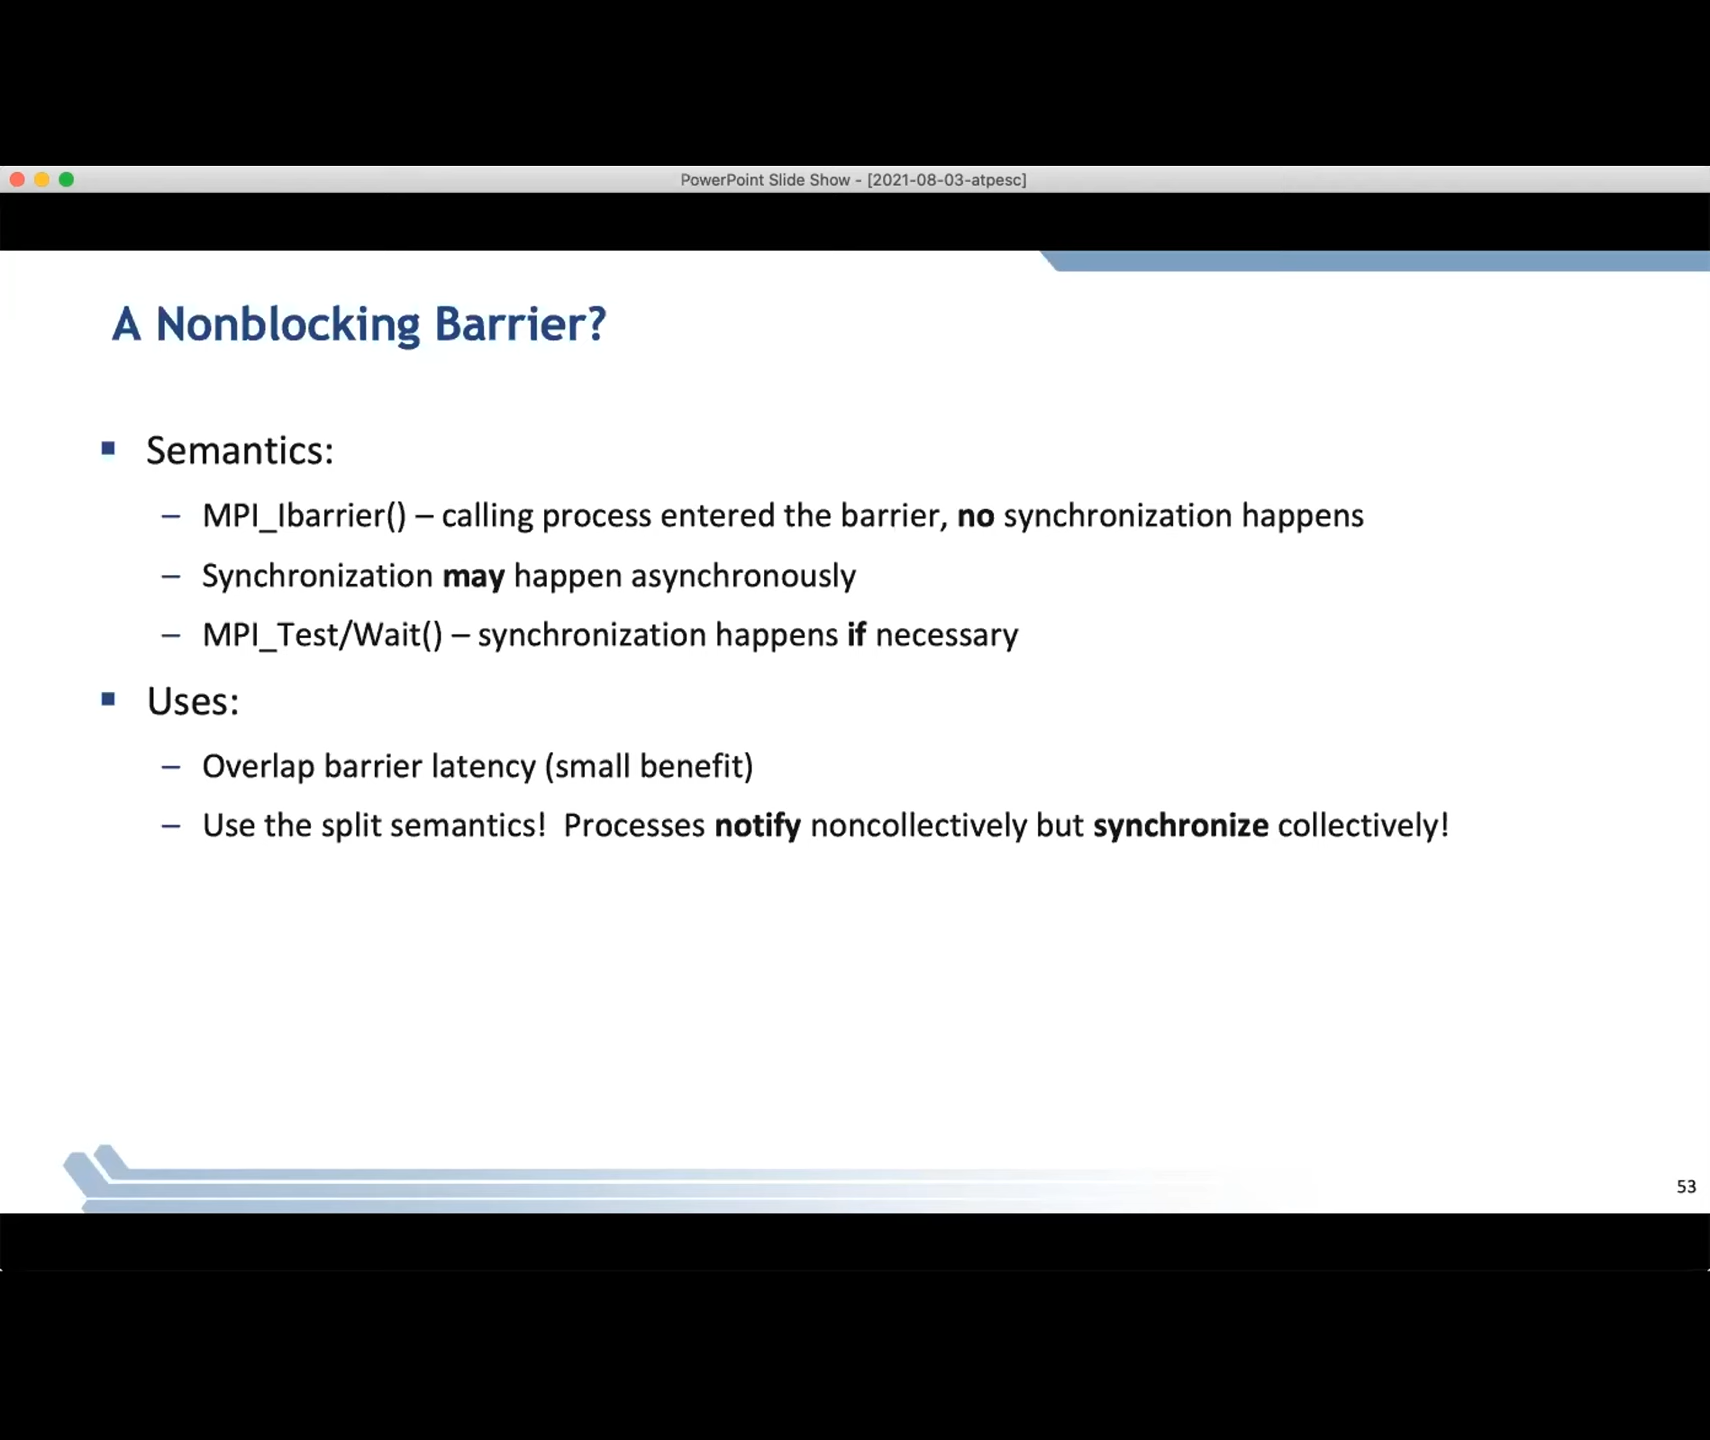 PowerPoint Slide Show - [2021-08-03-atpesc]
A Nonblocking Barrier?
Semantics:
– MPI_Ibarrier() – calling process entered the barrier, no synchronization happens
– Synchronization may happen asynchronously
– MPI_Test/Wait() – synchronization happens if necessary
Uses:
– Overlap barrier latency (small benefit)
– Use the split semantics! Processes notify noncollectively but synchronize collectively!
53